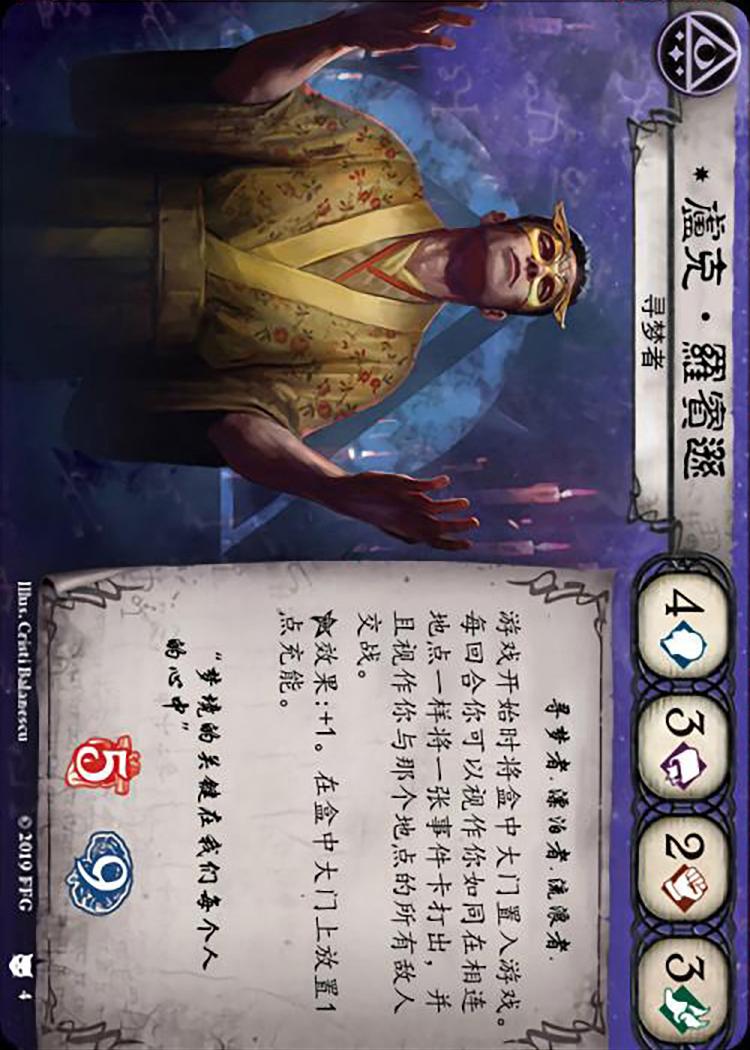 盧克·羅賓遜
寻梦者
4
3
2
3
寻梦者.漂泊者.流浪者.
游戏开始时将盒中大门置入游戏。
每回合你可以视作你如同在相连
地点一样将一张事件卡打出，并
且视作你与那个地点的所有敌人
交战。
效果:+1。在盒中大门上放置1
点充能。
“梦境的关键在我们每个人
的心中”
5
9
Illus. Cristi Balanescu
© 2019 FFG
4